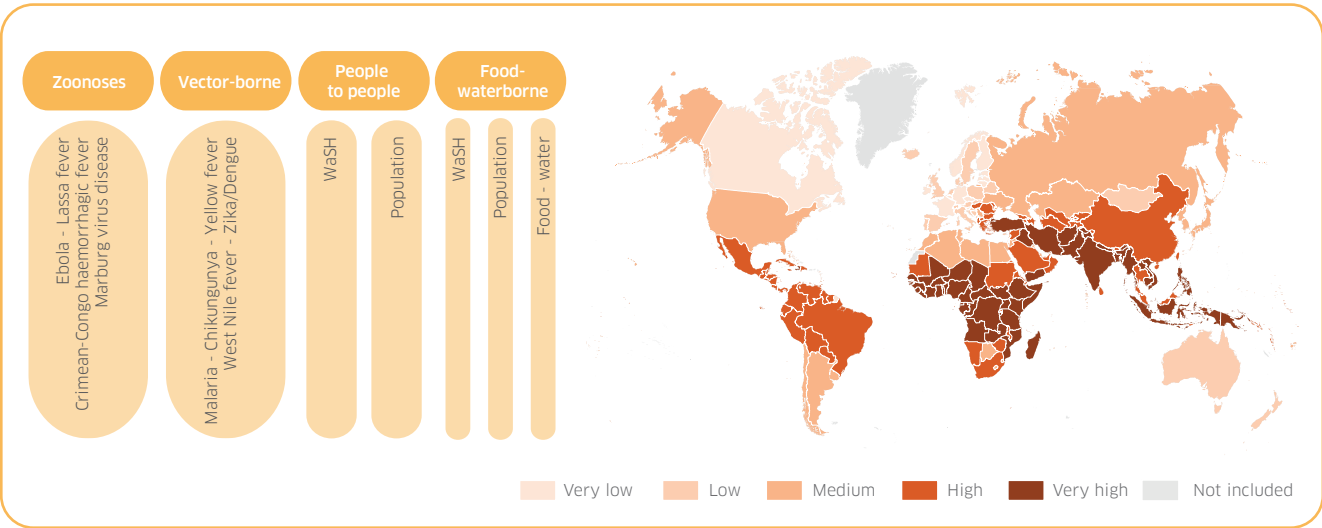 Zoonoses
Vector-borne
People
to people
Food-
waterborne
Ebola - Lassa fever
Crimean-Congo haemorrhagic fever
Marburg virus disease
Malaria - Chikungunya - Yellow fever
West Nile fever - Zika/Dengue
WaSH
Population
WaSH
Population
Food - water
Very low
Low
Medium
High
Very high
Not included